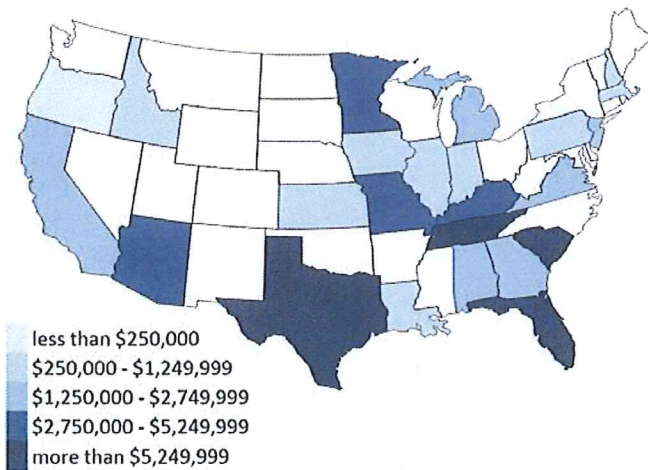 less than $250,000
$250,000 - $1,249,999
$1,250,000 - $2,749,999
$2,750,000 - $5,249,999
more than $5,249,999